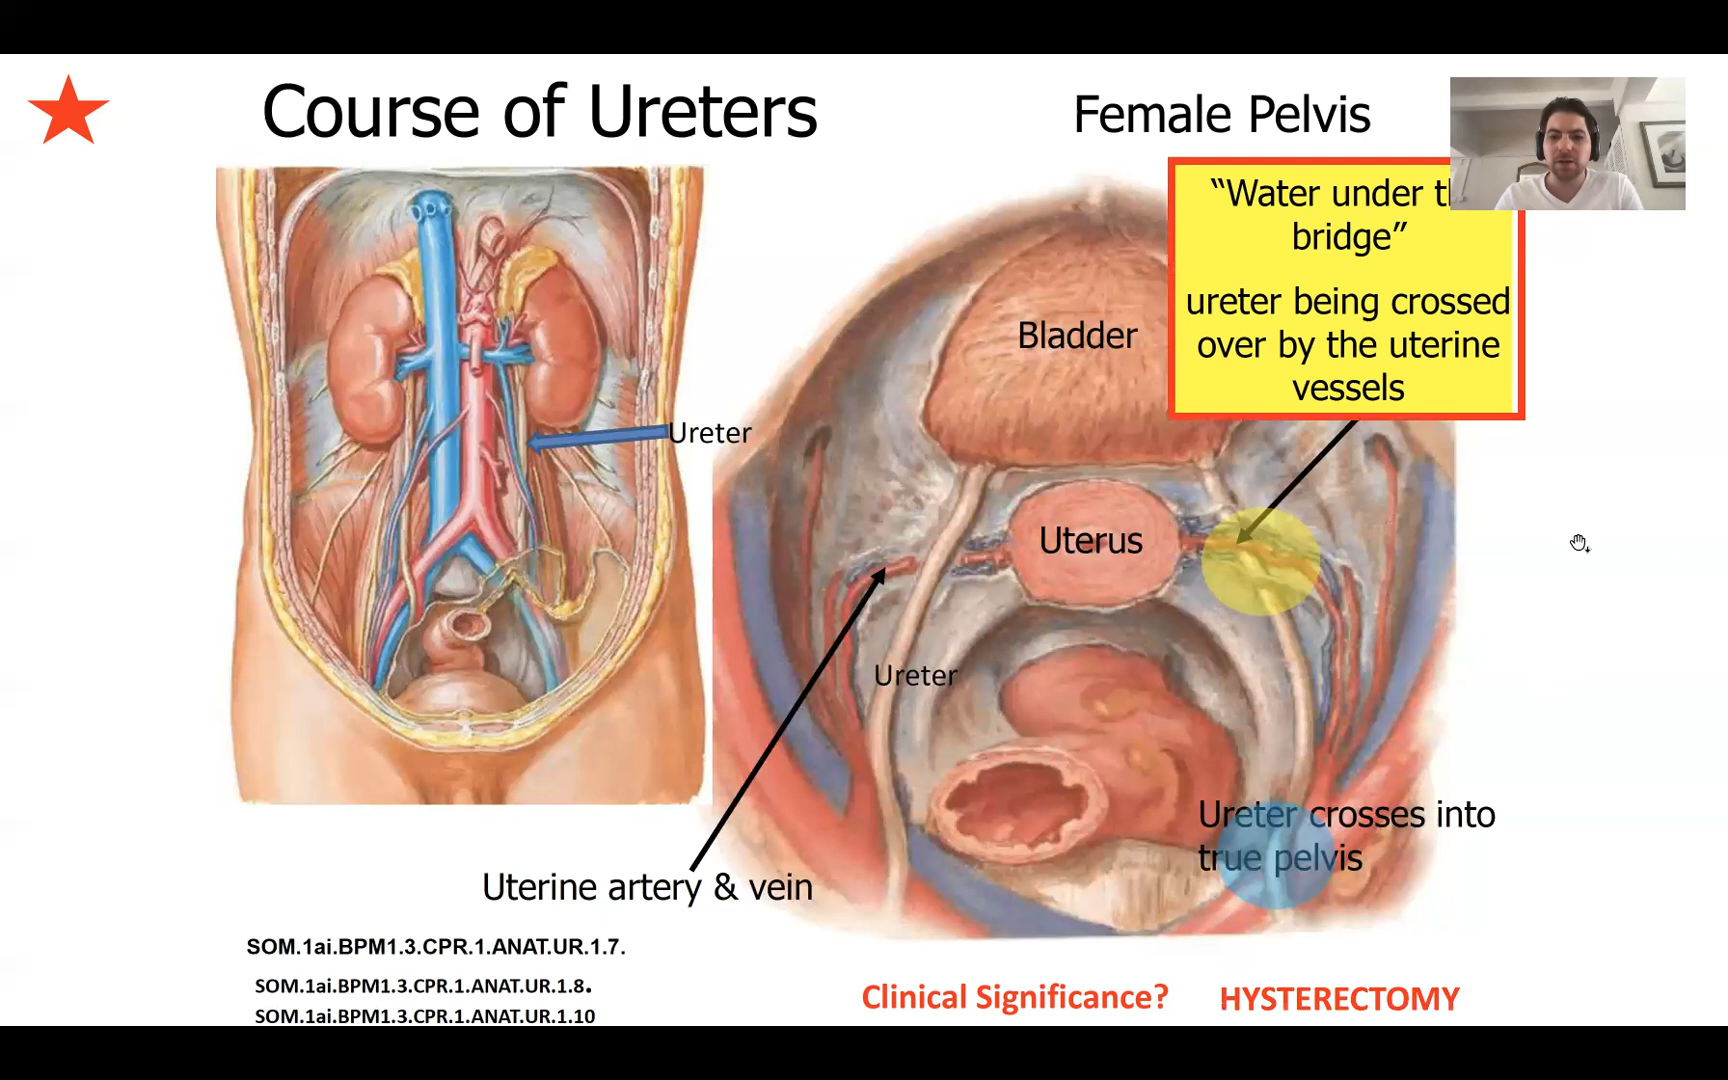 Course of Ureters
Female Pelvis
“Water under
bridge”
ureter being crossed
over by the uterine
vessels
Bladder
Ureter
Uterus
Ureter
Ureter crosses into
true pelvis
Uterine artery & vein
SOM.1ai.BPM1.3.CPR.1.ANAT.UR.1.7.
SOM.1ai.BPM1.3.CPR.1.ANAT.UR.1.8.
SOM.1ai.BPM1.3.CPR.1.ANAT.UR.1.10
Clinical Significance?
HYSTERECTOMY